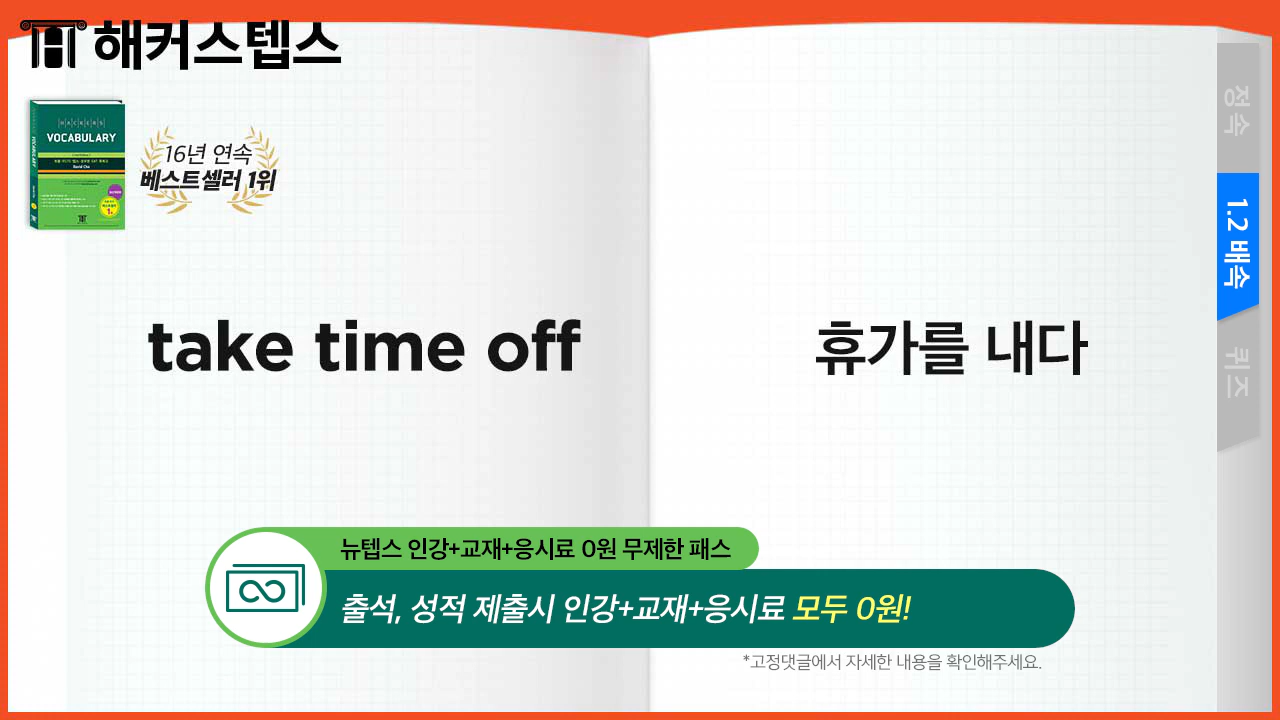 해커스텝스
HACKERS
VOCABULARY
David Cho
VOCABULARY
16년 연속
베스트셀러 1위
take time off
휴가를 내다
정속
1.2 배속
퀴즈
뉴텝스 인강+교재+응시료 0원 무제한 패스
출석, 성적 제출시 인강+교재+응시료 모두 0원!
*고정댓글에서 자세한 내용을 확인해주세요.